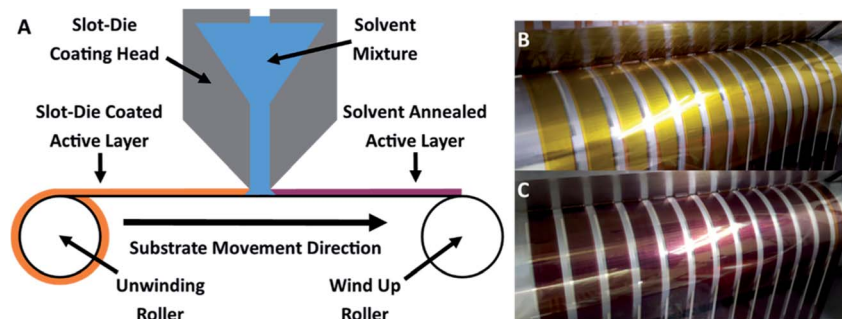 A
Slot-Die
Coating Head
Solvent
Mixture
Slot-Die Coated
Active Layer
Solvent Annealed
Active Layer
Substrate Movement Direction
Unwinding
Roller
Wind Up
Roller
B
C